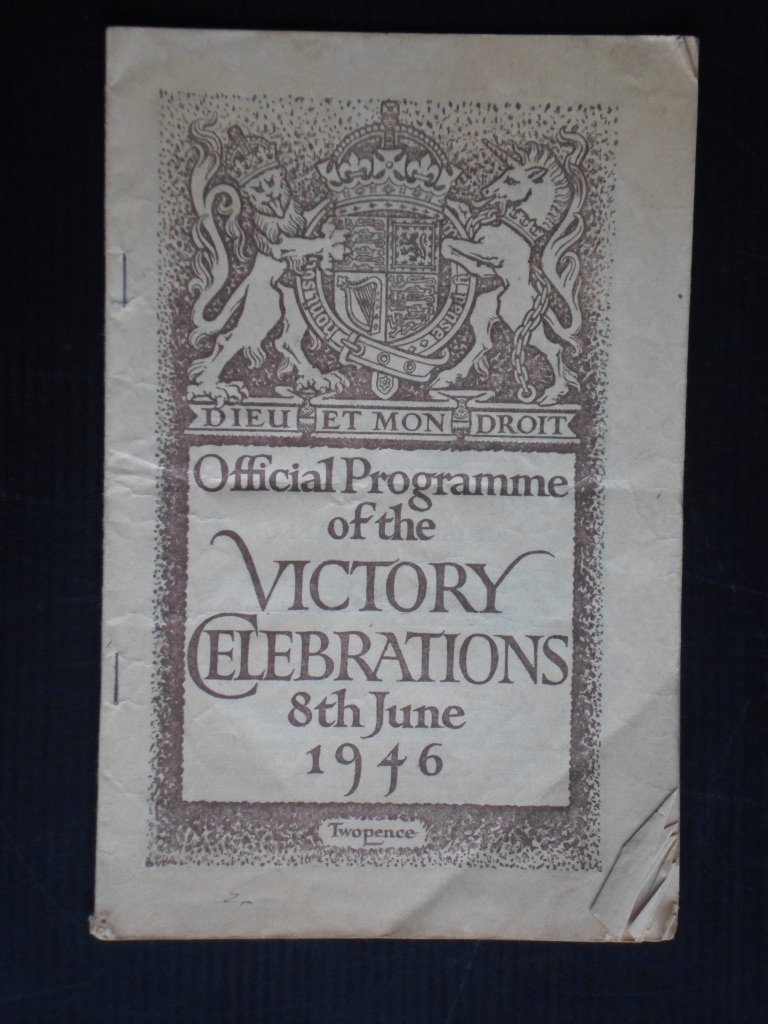 DIEU ET MON DROIT
Official Programme
of the
VICTORY
CELEBRATIONS
8th June
1946
Twopence